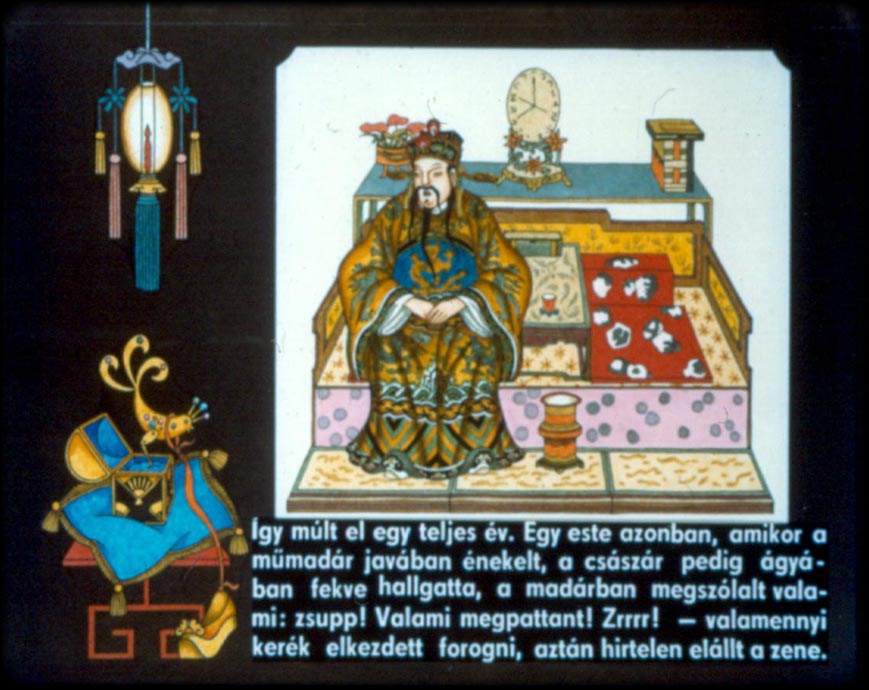 Így múlt el egy teljes év. Egy este azonban, amikor a
műmadár javában énekelt, a császár pedig ágyá-
ban fekve hallgatta, a madárban megszólalt vala-
mi: zsupp! Valami megpattant! Zrrrr! — valamennyi
kerék elkezdett forogni, aztán hirtelen elállt a zene.